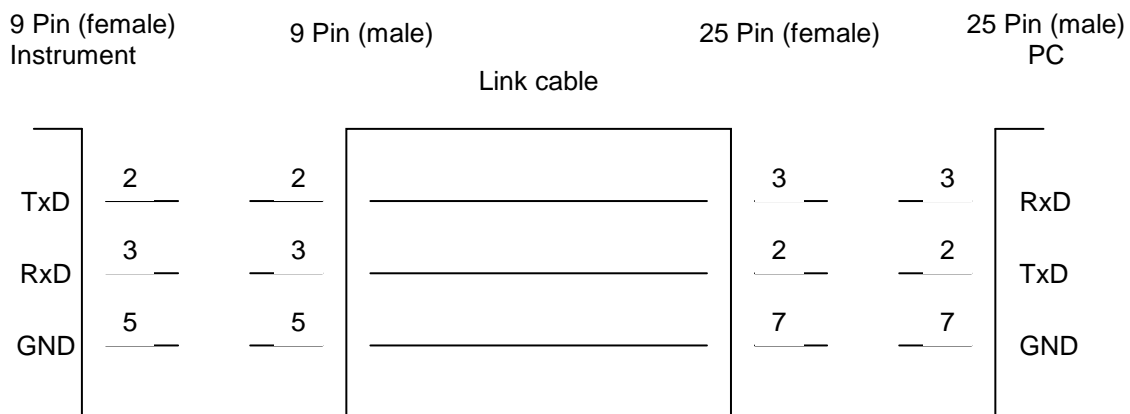 9 Pin (female)
Instrument
9 Pin (male)
25 Pin (female)
25 Pin (male)
PC
Link cable
TxD 2 2 3 3 RxD
RxD 3 3 2 2 TxD
GND 5 5 7 7 GND